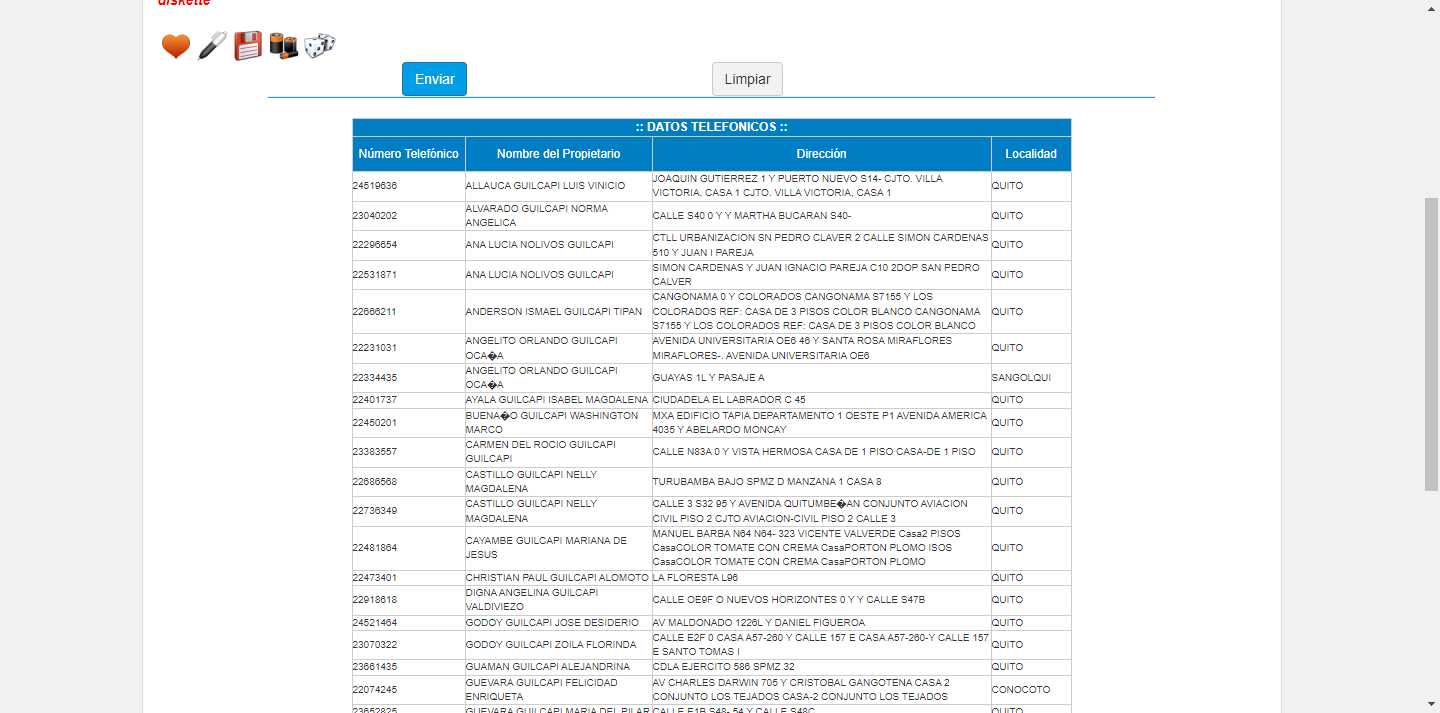 diskette
Enviar
Limpiar
:: DATOS TELEFONICOS ::
Número Telefónico Nombre del Propietario Dirección Localidad
24519636 ALLAUCA GUILCAPI LUIS VINICIO JOAQUIN GUTIERREZ 1 Y PUERTO NUEVO S14- CJTO. VILLA
VICTORIA, CASA 1 CJTO. VILLA VICTORIA, CASA 1 QUITO
23040202 ALVARADO GUILCAPI NORMA
ANGELICA CALLE S40 0 Y Y MARTHA BUCARAN S40- QUITO
22296654 ANA LUCIA NOLIVOS GUILCAPI CTLL URBANIZACION SN PEDRO CLAVER 2 CALLE SIMON CARDENAS
510 Y JUAN I PAREJA QUITO
22531871 ANA LUCIA NOLIVOS GUILCAPI SIMON CARDENAS Y JUAN IGNACIO PAREJA C10 2DOP SAN PEDRO
CALVER QUITO
22666211 ANDERSON ISMAEL GUILCAPI TIPAN CANGONAMA 0 Y COLORADOS CANGONAMA S7155 Y LOS
COLORADOS REF: CASA DE 3 PISOS COLOR BLANCO CANGONAMA
S7155 Y LOS COLORADOS REF: CASA DE 3 PISOS COLOR BLANCO QUITO
22231031 ANGELITO ORLANDO GUILCAPI
OCA�A AVENIDA UNIVERSITARIA OE6 46 Y SANTA ROSA MIRAFLORES
MIRAFLORES-. AVENIDA UNIVERSITARIA OE6 QUITO
22334435 ANGELITO ORLANDO GUILCAPI
OCA�A GUAYAS 1L Y PASAJE A SANGOLQUI
22401737 AYALA GUILCAPI ISABEL MAGDALENA CIUDADELA EL LABRADOR C 45 QUITO
22450201 BUENA�O GUILCAPI WASHINGTON
MARCO MXA EDIFICIO TAPIA DEPARTAMENTO 1 OESTE P1 AVENIDA AMERICA
4035 Y ABELARDO MONCAY QUITO
23383557 CARMEN DEL ROCIO GUILCAPI
GUILCAPI CALLE N83A 0 Y VISTA HERMOSA CASA DE 1 PISO CASA-DE 1 PISO QUITO
22686568 CASTILLO GUILCAPI NELLY
MAGDALENA TURUBAMBA BAJO SPMZ D MANZANA 1 CASA 8 QUITO
22736349 CASTILLO GUILCAPI NELLY
MAGDALENA CALLE 3 S32 95 Y AVENIDA QUITUMBE�AN CONJUNTO AVIACION
CIVIL PISO 2 CJTO AVIACION-CIVIL PISO 2 CALLE 3 QUITO
22481864 CAYAMBE GUILCAPI MARIANA DE
JESUS MANUEL BARBA N64 N64- 323 VICENTE VALVERDE Casa2 PISOS
CasaCOLOR TOMATE CON CREMA CasaPORTON PLOMO ISOS
CasaCOLOR TOMATE CON CREMA CasaPORTON PLOMO QUITO
22473401 CHRISTIAN PAUL GUILCAPI ALOMOTO LA FLORESTA L96 QUITO
22918618 DIGNA ANGELINA GUILCAPI
VALDIVIEZO CALLE OE9F O NUEVOS HORIZONTES 0 Y Y CALLE S47B QUITO
24521464 GODOY GUILCAPI JOSE DESIDERIO AV MALDONADO 1226L Y DANIEL FIGUEROA QUITO
23070322 GODOY GUILCAPI ZOILA FLORINDA CALLE E2F 0 CASA A57-260 Y CALLE 157 E CASA A57-260-Y CALLE 157
E SANTO TOMAS I QUITO
23661435 GUAMAN GUILCAPI ALEJANDRINA CDLA EJERCITO 586 SPMZ 32 QUITO
22074245 GUEVARA GUILCAPI FELICIDAD
ENRIQUETA AV CHARLES DARWIN 705 Y CRISTOBAL GANGOTENA CASA 2
CONJUNTO LOS TEJADOS CASA-2 CONJUNTO LOS TEJADOS CONOCOTO
23652825 GUEVARA GUILCAPI MARIA DEL PILAR CALLE E1B S48- 54 Y CALLE S48C QUITO